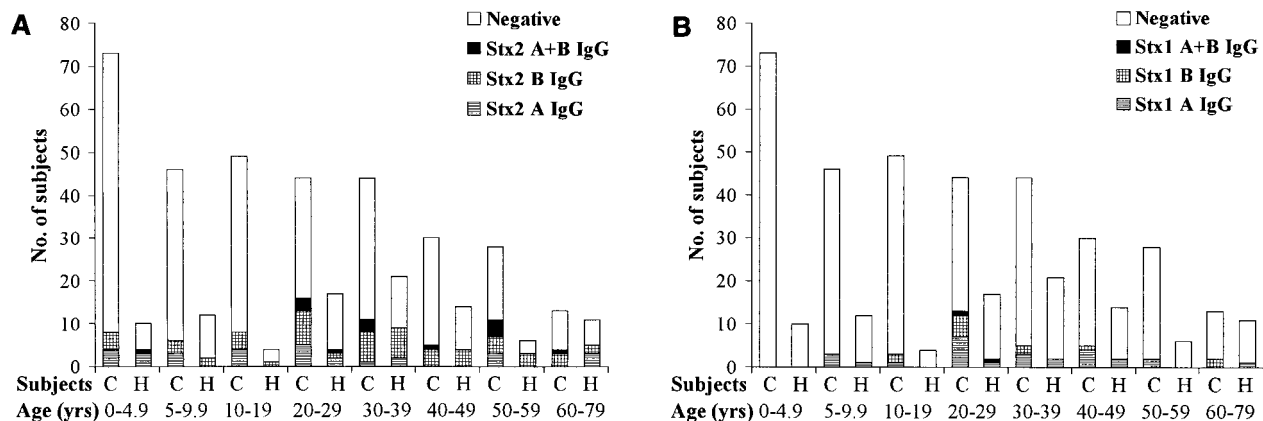 A
80
70
60
50
40
30
20
10
0
No. of subjects
Negative
Stx2 A+B IgG
Stx2 B IgG
Stx2 A IgG
Subjects C H C H C H C H C H C H C H C H
Age (yrs) 0-4.9 5-9.9 10-19 20-29 30-39 40-49 50-59 60-79
B
80
70
60
50
40
30
20
10
0
No. of subjects
Negative
Stx1 A+B IgG
Stx1 B IgG
Stx1 A IgG
Subjects C H C H C H C H C H C H C H C H
Age (yrs) 0-4.9 5-9.9 10-19 20-29 30-39 40-49 50-59 60-79